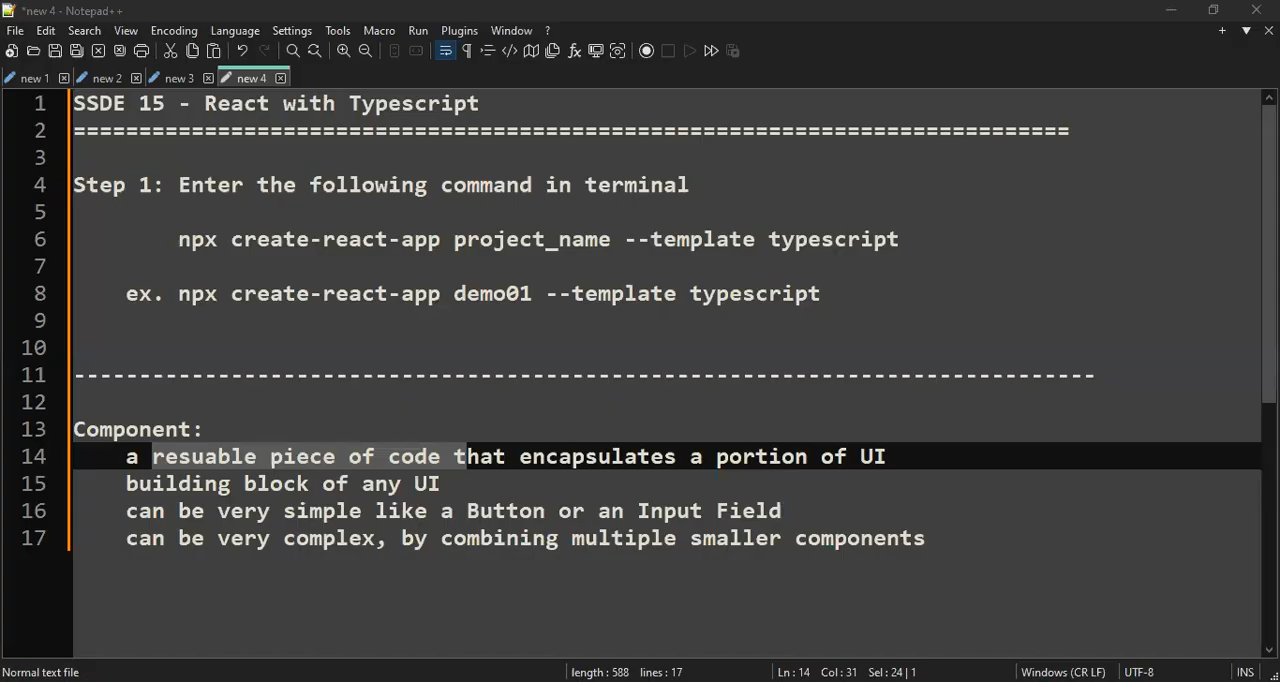 *new 4 - Notepad++
File Edit Search View Encoding Language Settings Tools Macro Run Plugins Window ?
new 1 new 2 new 3 new 4
1 SSDE 15 - React with Typescript
2 ============================================================================
3
4 Step 1: Enter the following command in terminal
5
6 npx create-react-app project_name --template typescript
7
8 ex. npx create-react-app demo01 --template typescript
9
10
11 ------------------------------------------------------------------------------
12
13 Component:
14 a resuable piece of code that encapsulates a portion of UI
15 building block of any UI
16 can be very simple like a Button or an Input Field
17 can be very complex, by combining multiple smaller components
Normal text file length : 588 lines : 17 Ln : 14 Col : 31 Sel : 24 | 1 Windows (CR LF) UTF-8 INS